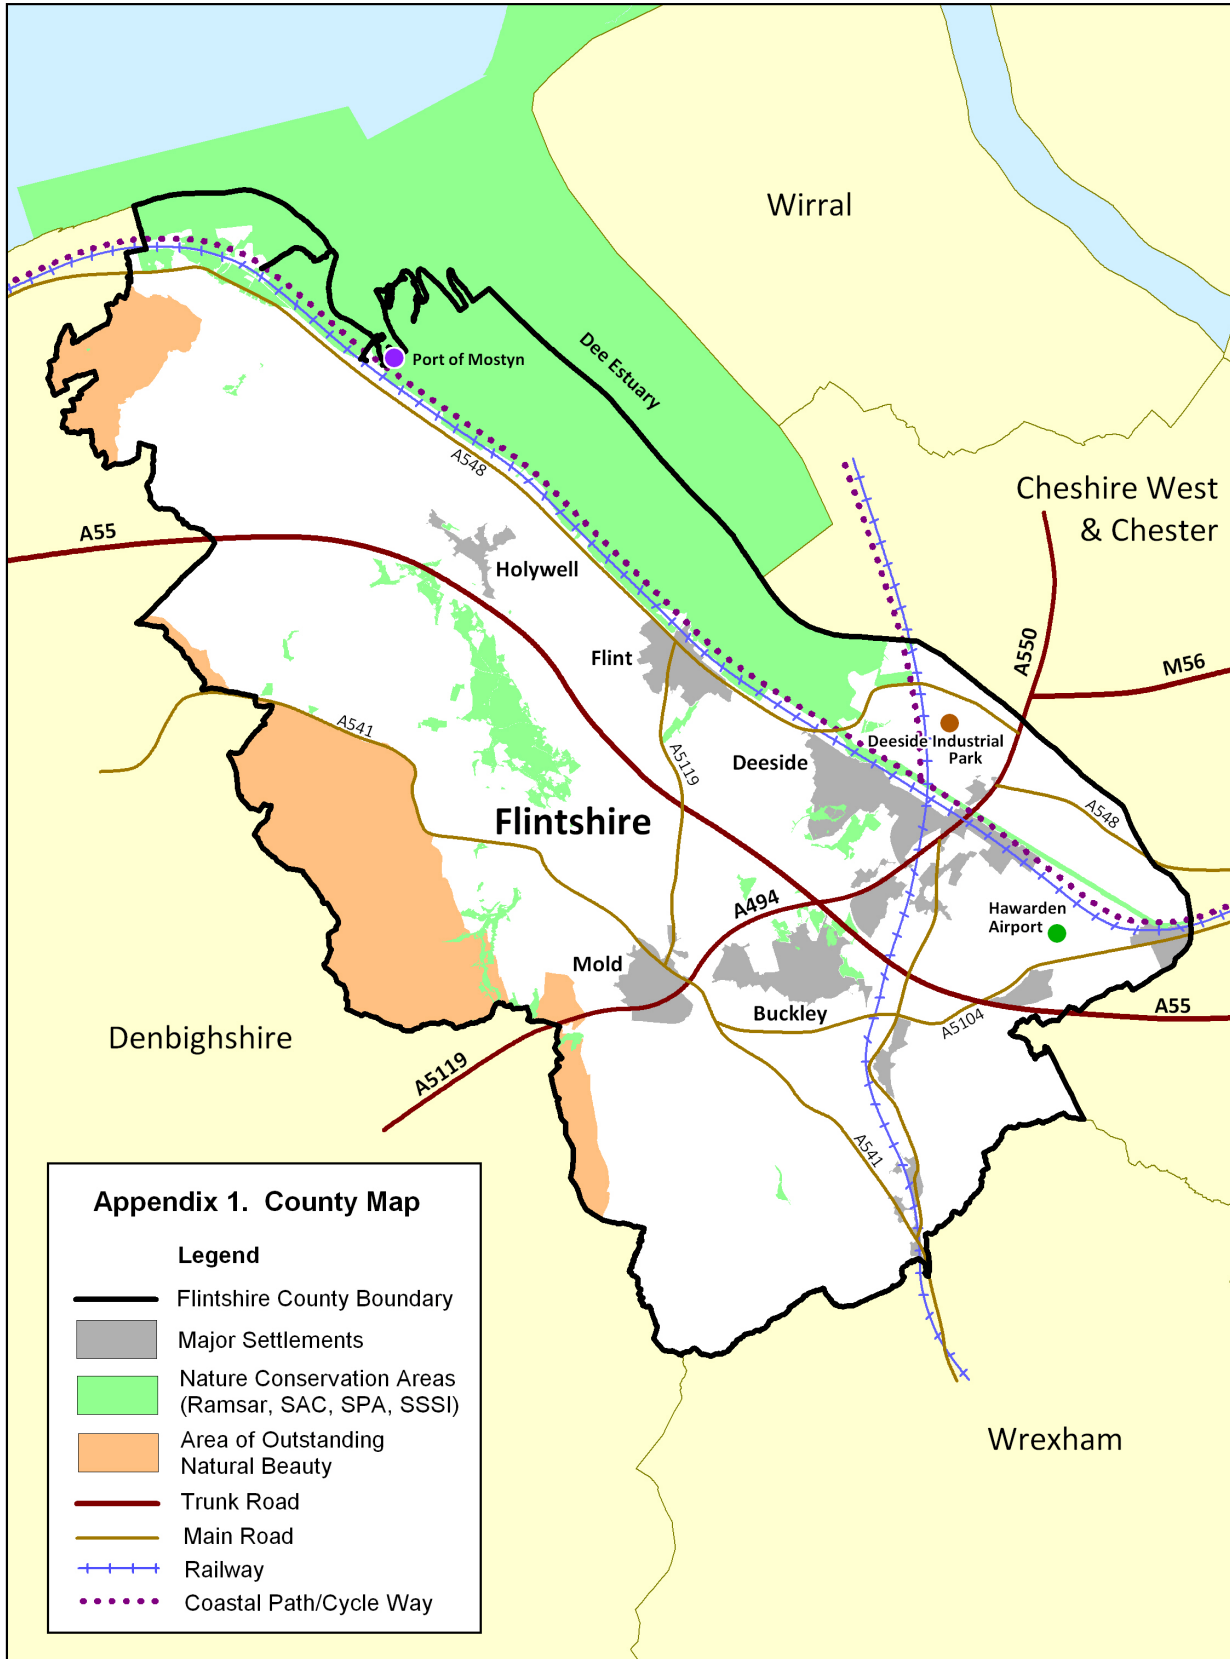 Wirral
Dee Estuary
Port of Mostyn
A548
Cheshire West
& Chester
A55
Holywell
A550
Flint
M56
A541
A5119
Deeside
Deeside Industrial
Park
Flintshire
A548
A494
Hawarden
Airport
Mold
Buckley
A5104
A55
Denbighshire
A5119
A541
Appendix 1. County Map
Legend
Flintshire County Boundary
Major Settlements
Nature Conservation Areas
(Ramsar, SAC, SPA, SSSI)
Area of Outstanding
Natural Beauty
Trunk Road
Main Road
Railway
Coastal Path/Cycle Way
Wrexham